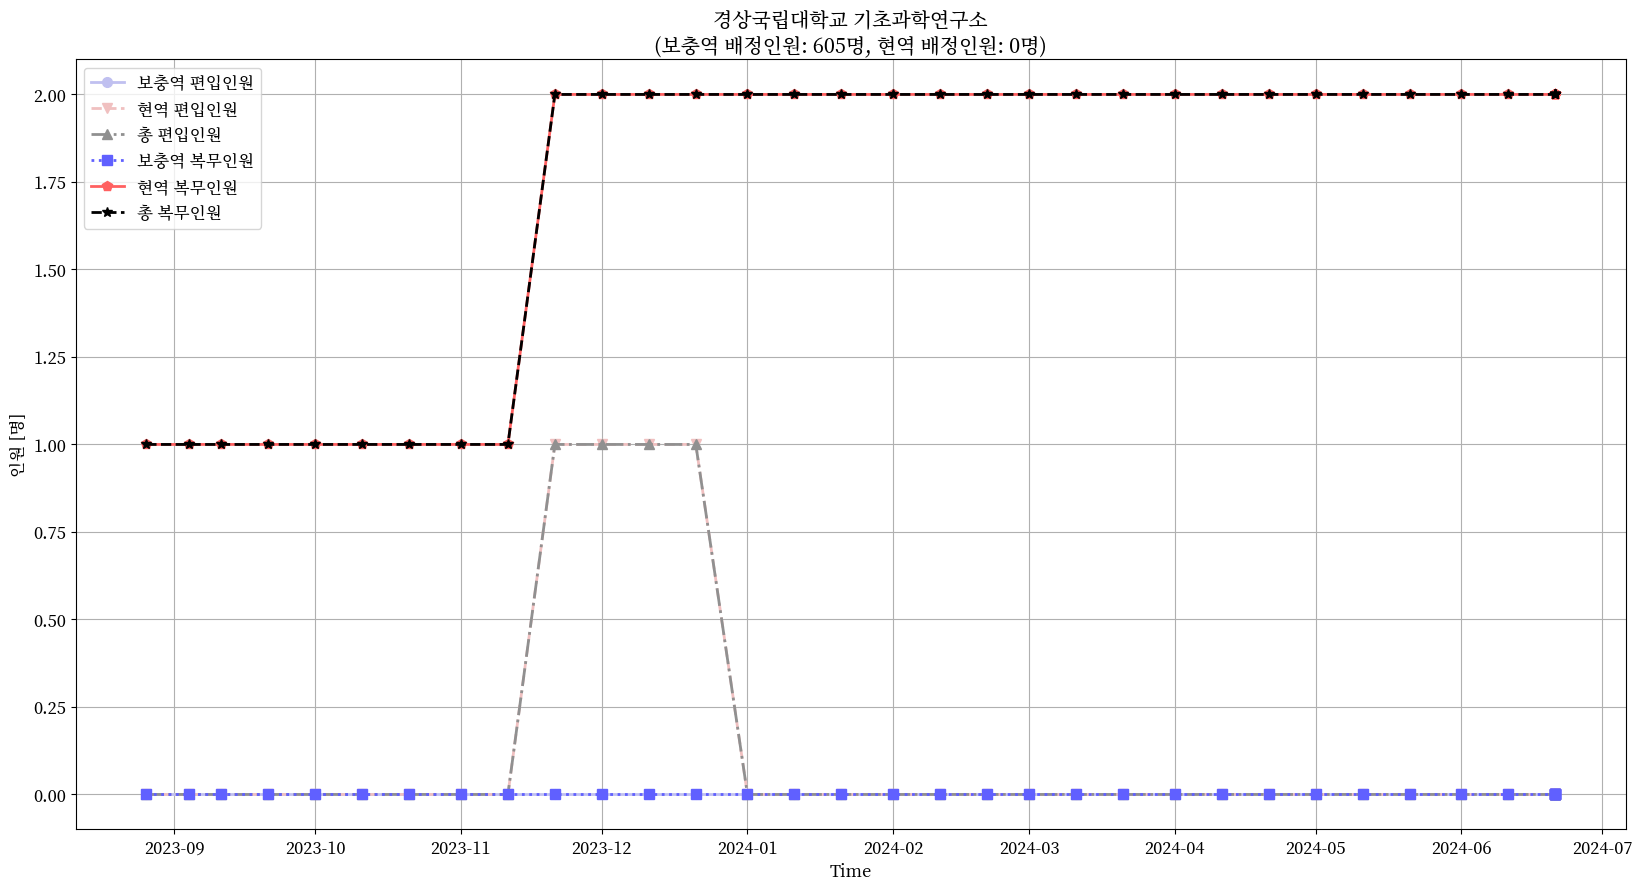 경상국립대학교 기초과학연구소
(보충역 배정인원: 605명, 현역 배정인원: 0명)
보충역 편입인원
현역 편입인원
총 편입인원
보충역 복무인원
현역 복무인원
총 복무인원
인원 [명]
2.00
1.75
1.50
1.25
1.00
0.75
0.50
0.25
0.00
2023-09 2023-10 2023-11 2023-12 2024-01 2024-02 2024-03 2024-04 2024-05 2024-06 2024-07
Time